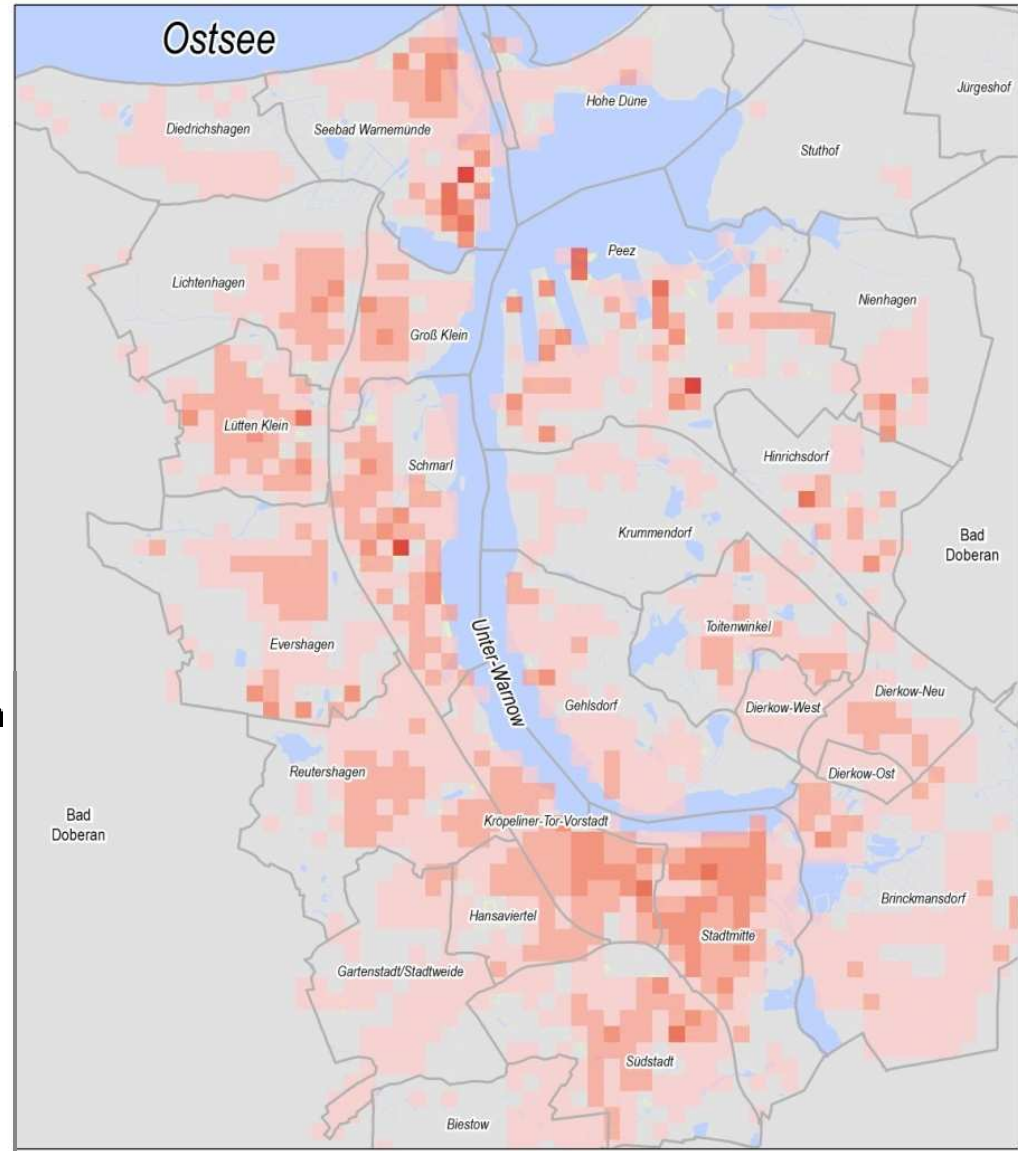 Ostsee
Jürgeshof
Hohe Düne
Diedrichshagen
Seebad Warnemünde
Stuthof
Peez
Lichtenhagen
Nienhagen
Groß Klein
Lütten Klein
Schmarl
Hinrichsdorf
Krummendorf
Bad
Doberan
Toitenwinkel
Unter-Warnow
Evershagen
Dierkow-Neu
Gehlsdorf
Dierkow-West
Reutershagen
Dierkow-Ost
Bad
Doberan
Kröpeliner-Tor-Vorstadt
Brinckmansdorf
Hansaviertel
Stadtmitte
Gartenstadt/Stadtweide
Südstadt
Biestow